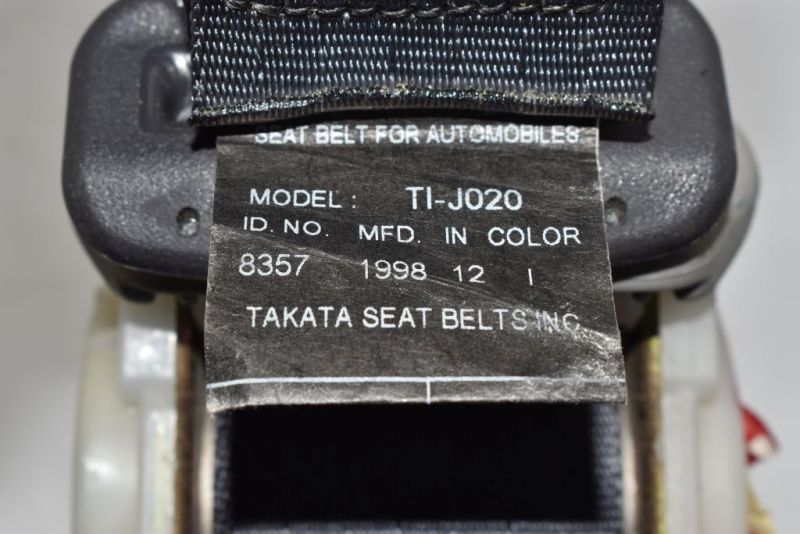 SEAT BELT FOR AUTOMOBILES
MODEL : TI-J020
ID. NO. MFD. IN COLOR
8357 1998 12 I
TAKATA SEAT BELTS INC